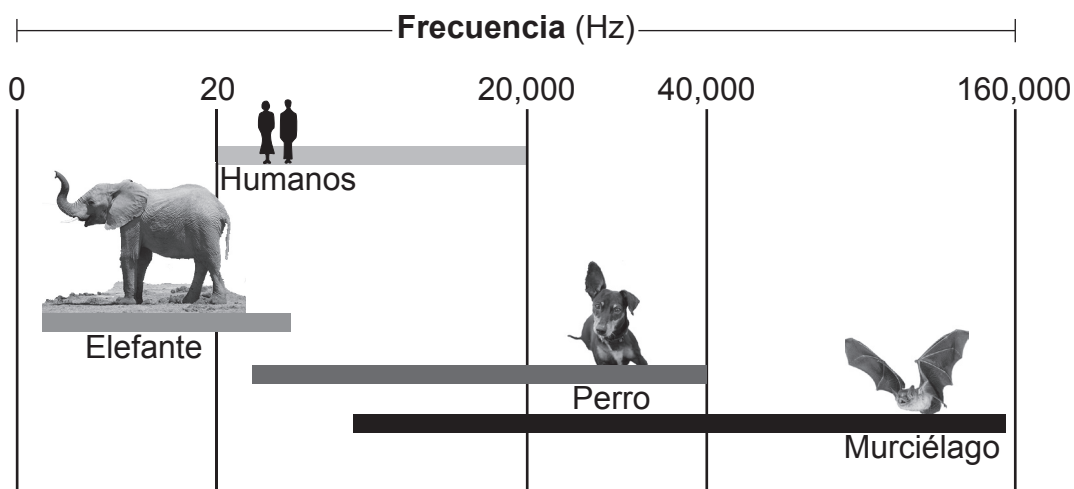 Frecuencia (Hz)
0 20 20,000 40,000 160,000
Humanos
Elefante
Perro
Murciélago